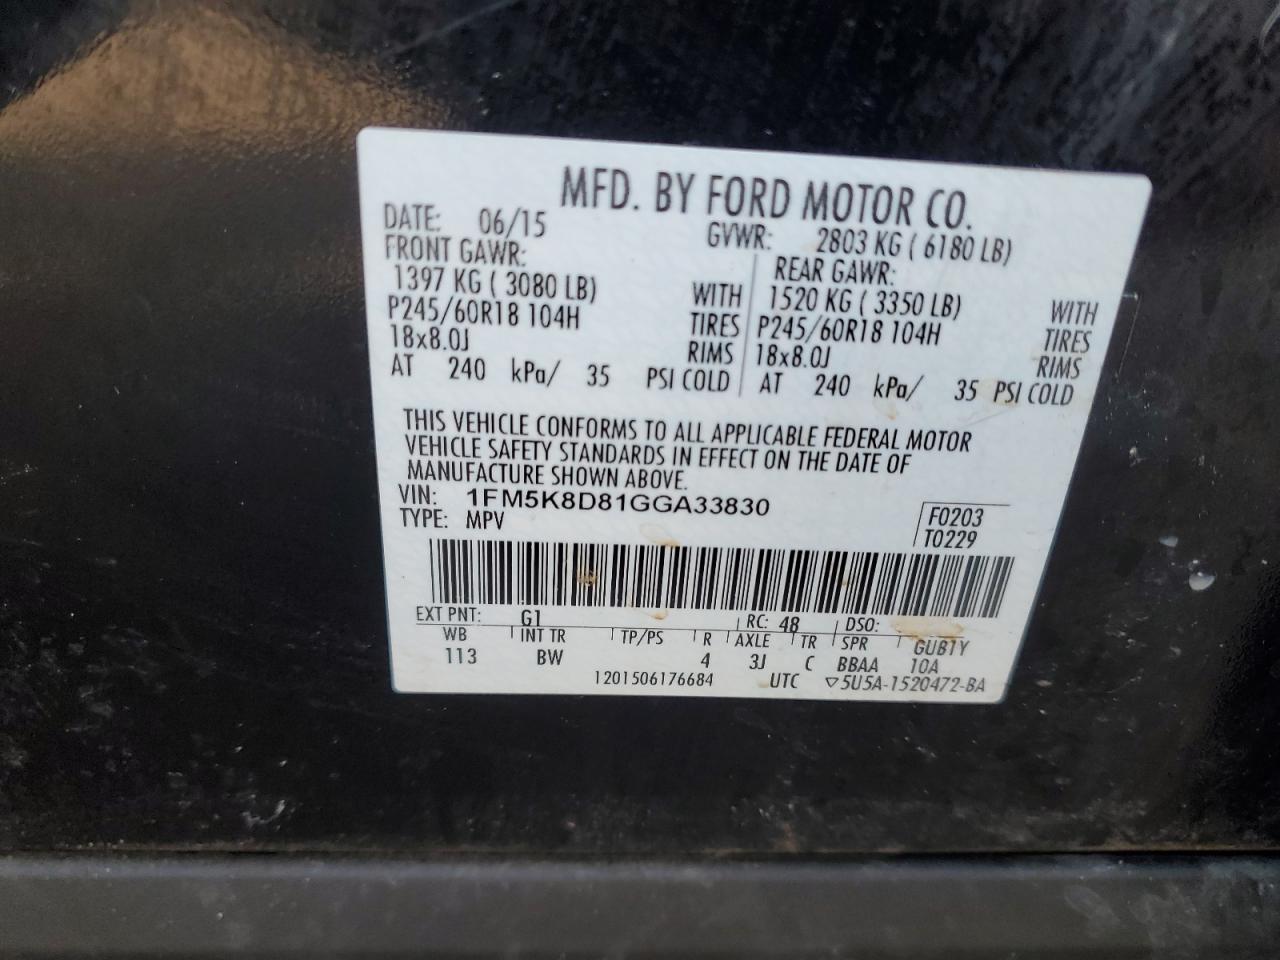 MFD. BY FORD MOTOR CO.
DATE: 06/15 GVWR: 2803 KG ( 6180 LB)
FRONT GAWR: REAR GAWR:
1397 KG ( 3080 LB) WITH 1520 KG ( 3350 LB) WITH
P245/60R18 104H TIRES P245/60R18 104H TIRES
18x8.0J RIMS 18x8.0J RIMS
AT 240 kPa/ 35 PSI COLD AT 240 kPa/ 35 PSI COLD
THIS VEHICLE CONFORMS TO ALL APPLICABLE FEDERAL MOTOR
VEHICLE SAFETY STANDARDS IN EFFECT ON THE DATE OF
MANUFACTURE SHOWN ABOVE.
VIN: 1FM5K8D81GGA33830 F0203
TYPE: MPV T0229
EXT PNT: G1 RC: 48 DSO:
WB INT TR TP/PS R AXLE TR SPR GUB1Y
113 BW 4 3J C BBAA 10A
1201506176684 UTC ▽5U5A-1520472-BA